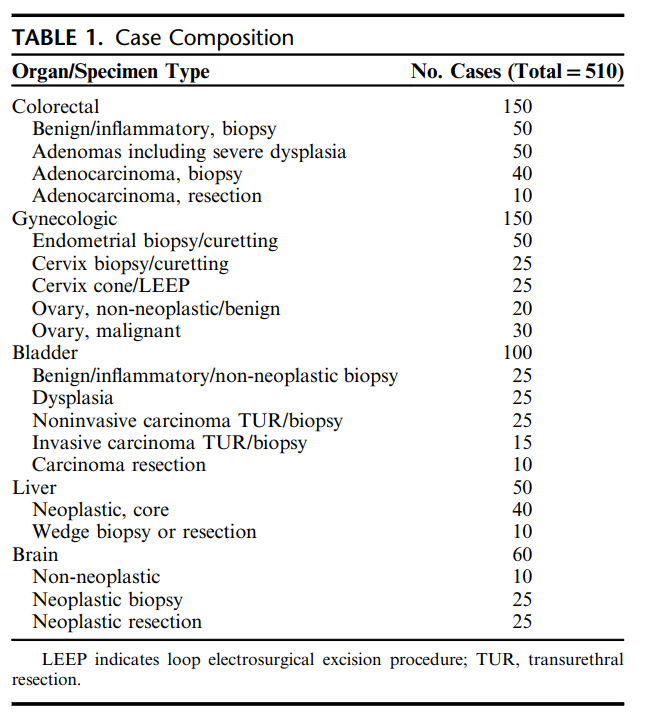 TABLE 1. Case Composition
Organ/Specimen Type No. Cases (Total = 510)
Colorectal 150
Benign/inflammatory, biopsy 50
Adenomas including severe dysplasia 50
Adenocarcinoma, biopsy 40
Adenocarcinoma, resection 10
Gynecologic 150
Endometrial biopsy/curetting 50
Cervix biopsy/curetting 25
Cervix cone/LEEP 25
Ovary, non-neoplastic/benign 20
Ovary, malignant 30
Bladder 100
Benign/inflammatory/non-neoplastic biopsy 25
Dysplasia 25
Noninvasive carcinoma TUR/biopsy 25
Invasive carcinoma TUR/biopsy 15
Carcinoma resection 10
Liver 50
Neoplastic, core 40
Wedge biopsy or resection 10
Brain 60
Non-neoplastic 10
Neoplastic biopsy 25
Neoplastic resection 25
LEEP indicates loop electrosurgical excision procedure; TUR, transurethral
resection.